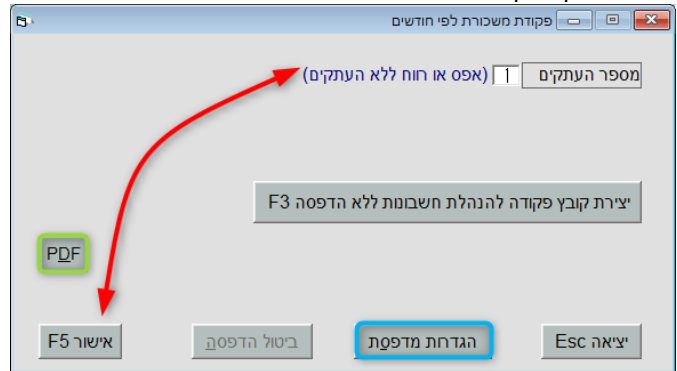 פקודת משכורת לפי חודשים
מספר העתקים 1 (אפס או רווח ללא העתקים)
יצירת קובץ פקודה להנהלת חשבונות ללא הדפסה F3
PDF
יציאה Esc הגדרות מדפסת ביטול הדפסה אישור F5